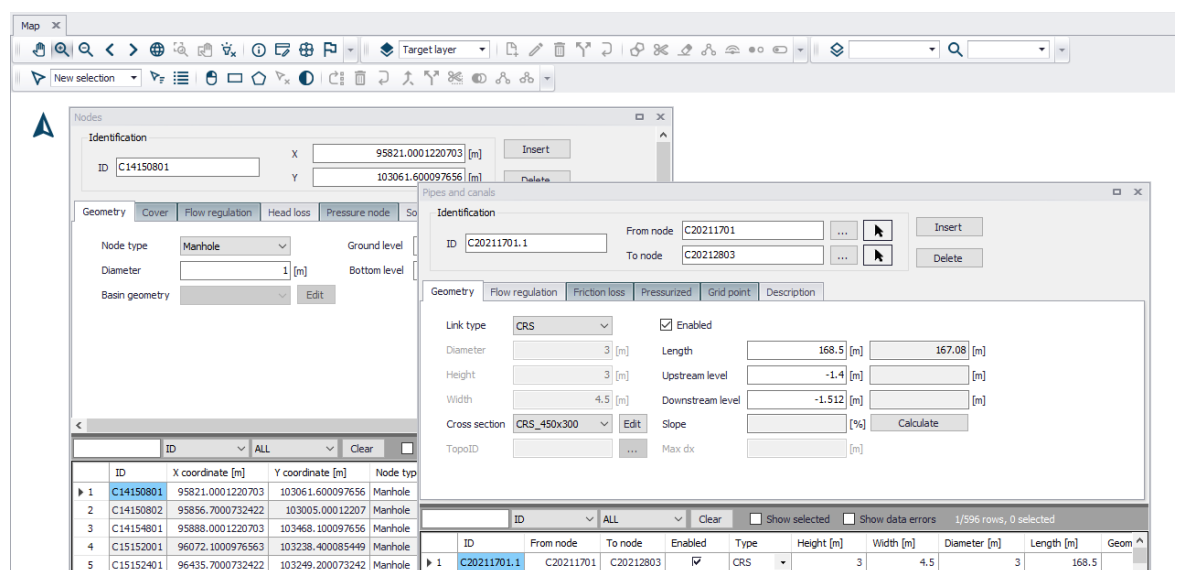 Map
Target layer
New selection
Nodes
Identification
ID C14150801
X 95821.0001220703 [m]
Y 103061.600097656 [m]
Insert
Delete
Geometry Cover Flow regulation Head loss Pressure node So
Node type Manhole Ground level
Diameter 1 [m] Bottom level
Basin geometry Edit
ID ALL Clear
ID X coordinate [m] Y coordinate [m] Node typ
1 C14150801 95821.0001220703 103061.600097656 Manhole
2 C14150802 95856.7000732422 103005.00012207 Manhole
3 C14154801 95888.0001220703 103468.100097656 Manhole
4 C15152001 96072.1000976563 103238.400085449 Manhole
5 C15152401 96435.7000732422 103249.200073242 Manhole
Pipes and canals
Identification
ID C20211701.1
From node C20211701 ...
To node C20212803 ...
Insert
Delete
Geometry Flow regulation Friction loss Pressurized Grid point Description
Link type CRS Enabled
Diameter 3 [m] Length 168.5 [m] 167.08 [m]
Height 3 [m] Upstream level -1.4 [m] [m]
Width 4.5 [m] Downstream level -1.512 [m] [m]
Cross section CRS_450x300 Edit Slope [%] Calculate
TopoID ... Max dx [m]
ID ALL Clear Show selected Show data errors 1/596 rows, 0 selected
ID From node To node Enabled Type Height [m] Width [m] Diameter [m] Length [m] Geom
1 C20211701.1 C20211701 C20212803 CRS 3 4.5 3 168.5